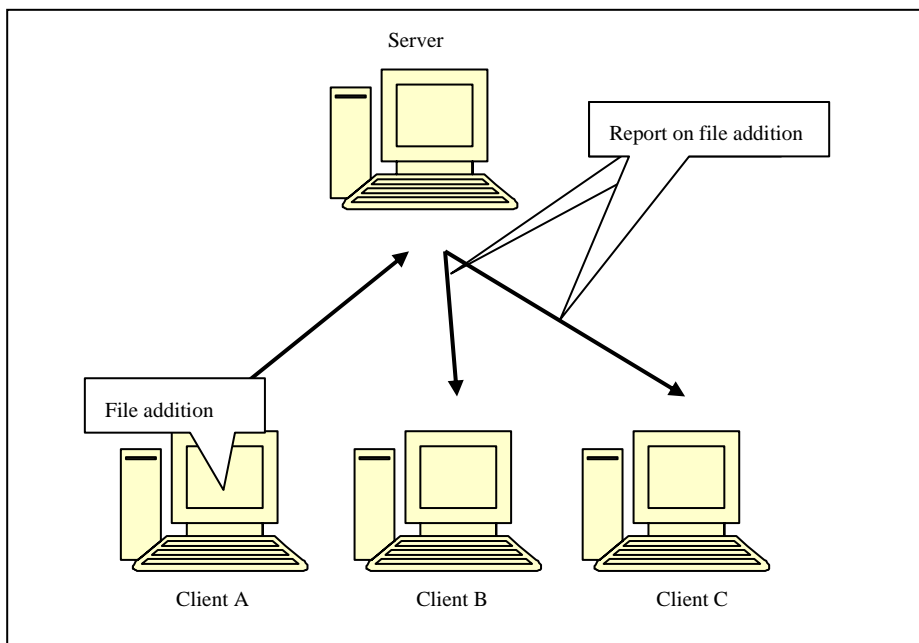 Server
Report on file addition
File addition
Client A
Client B
Client C